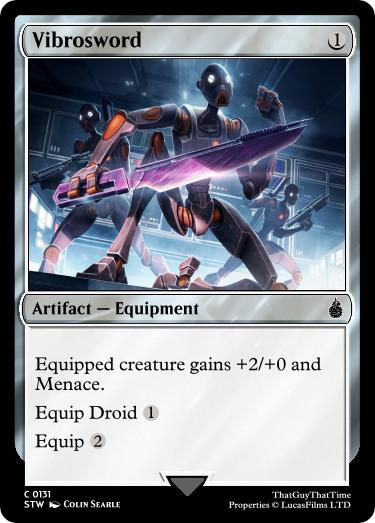 Vibrosword 1
Artifact — Equipment
Equipped creature gains +2/+0 and
Menace.
Equip Droid 1
Equip 2
C 0131
STW Colin Searle
ThatGuyThatTime
Properties © LucasFilms LTD